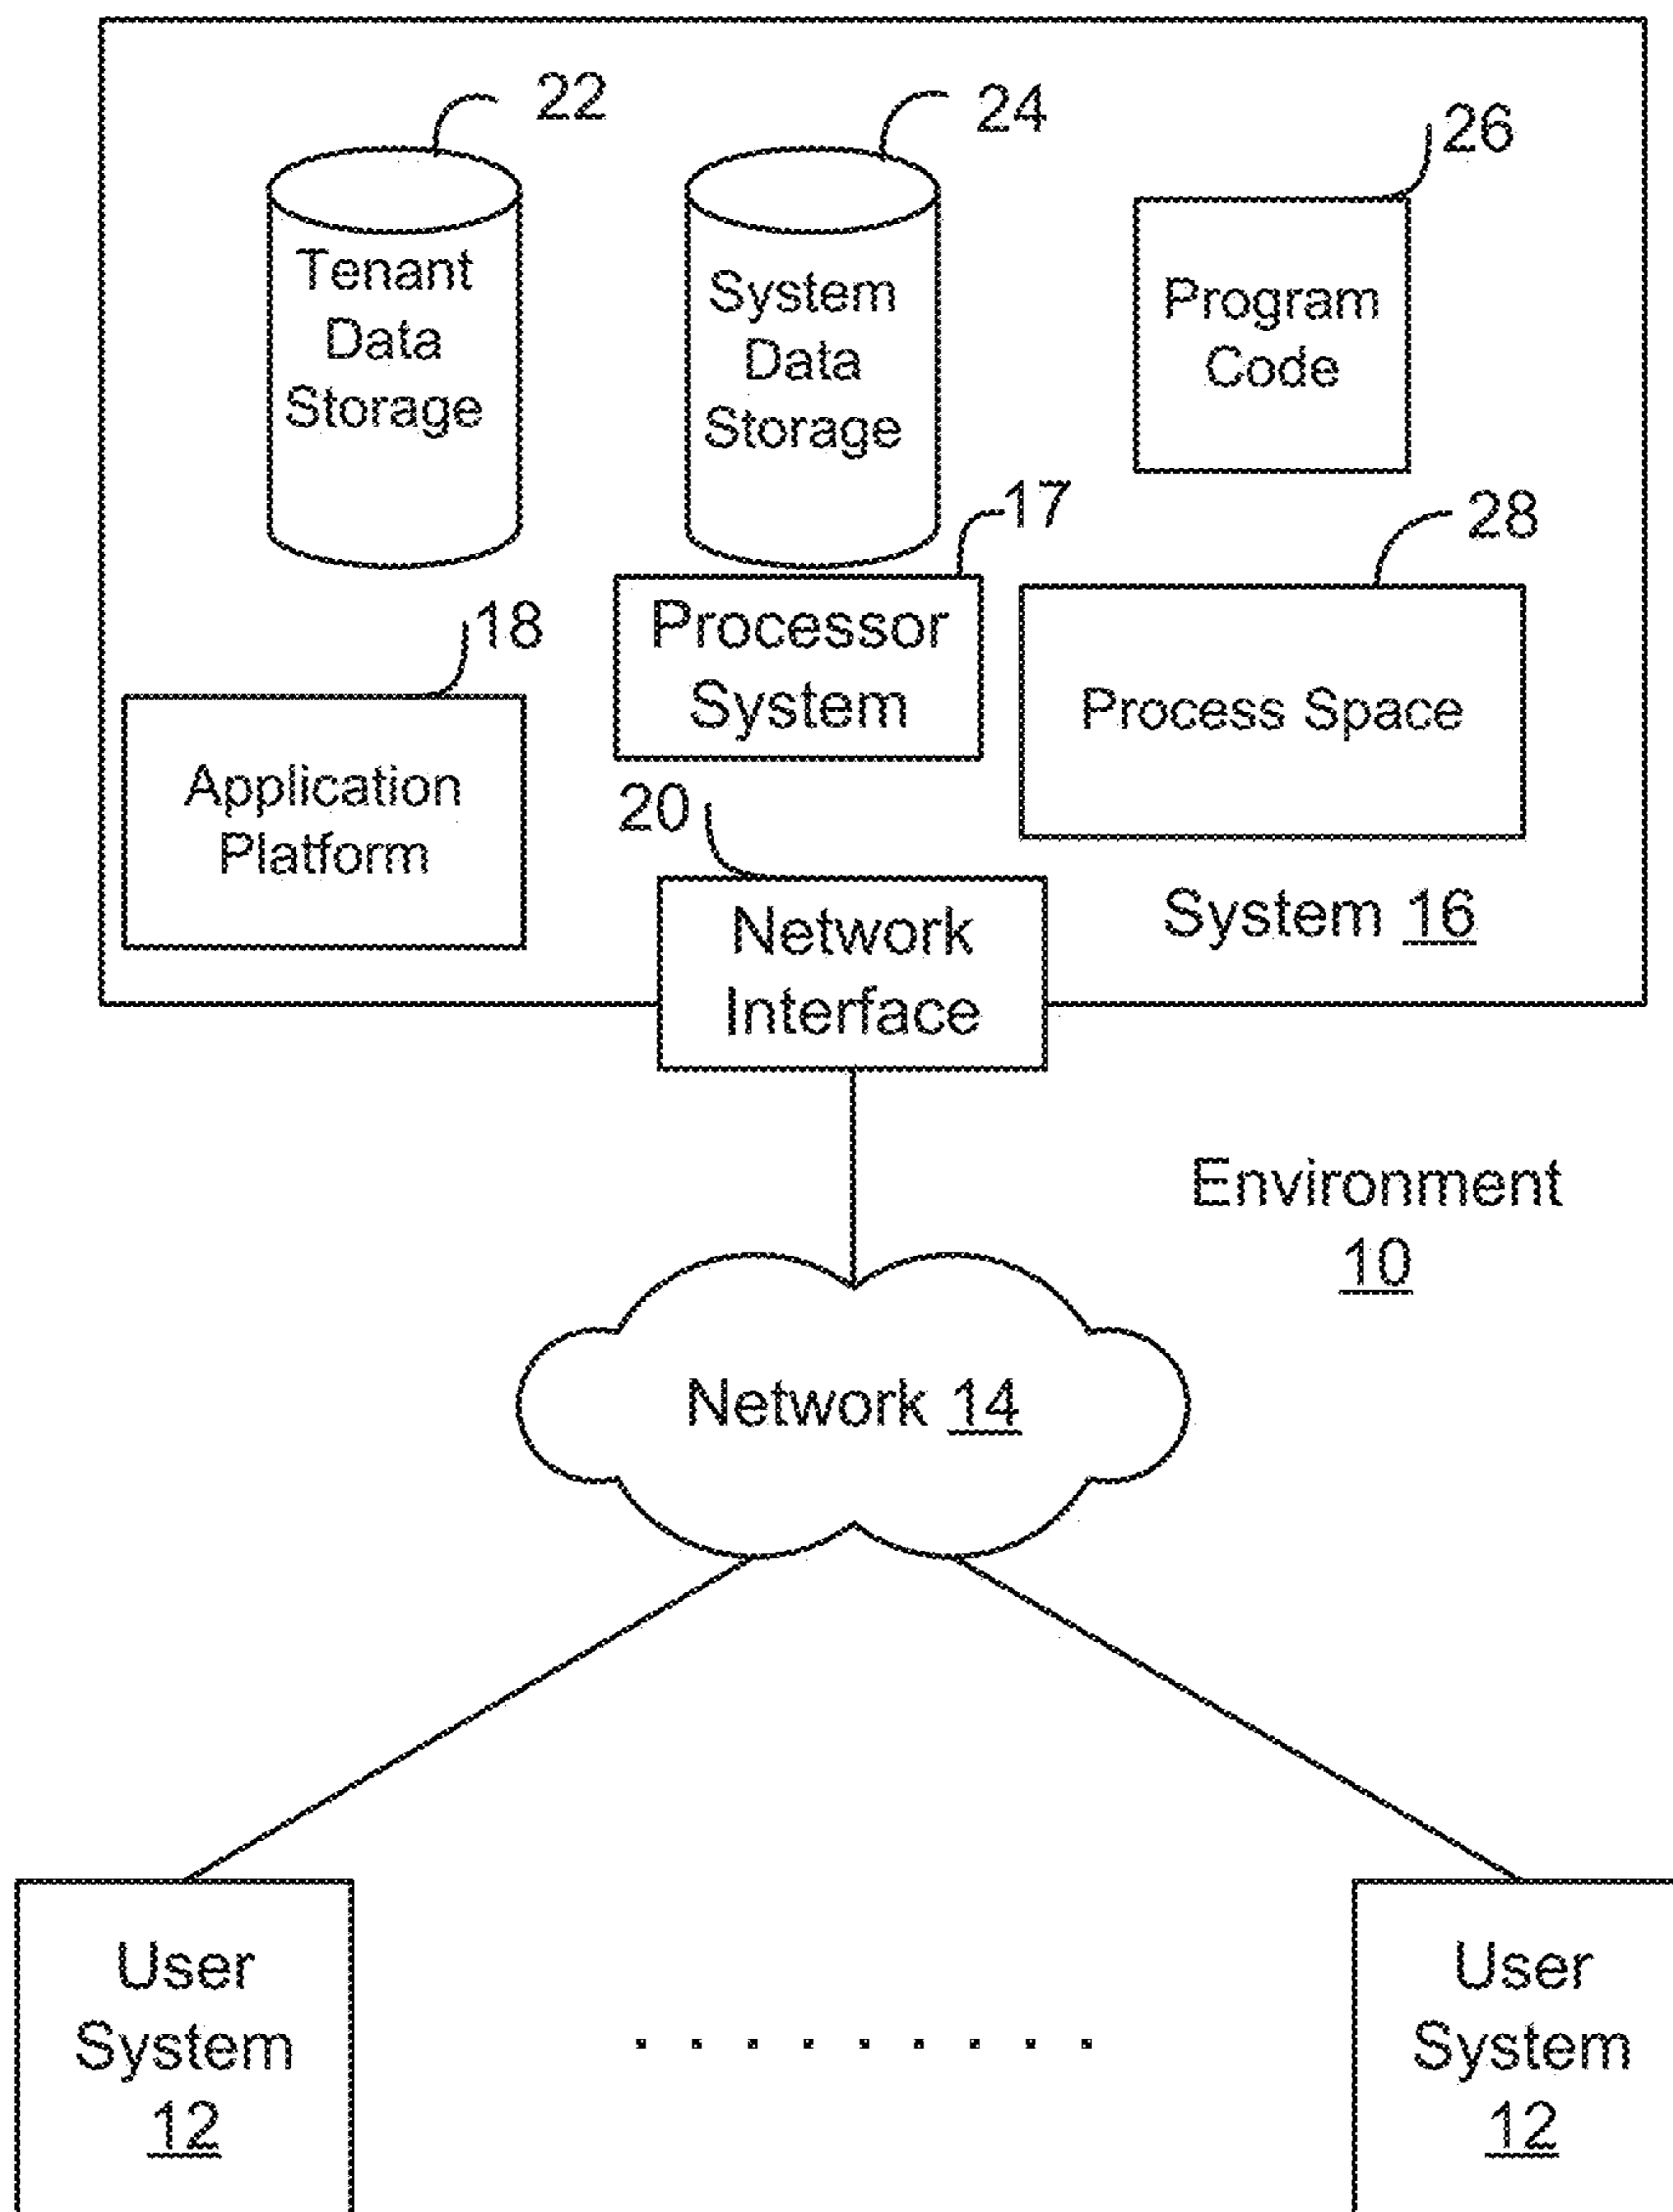 22
24
26
Tenant
Data
Storage
System
Data
Storage
Program
Code
17
28
18
Processor
System
Process Space
Application
Platform
20
Network
Interface
System 16
Environment
10
Network 14
User
System
12
.........
User
System
12